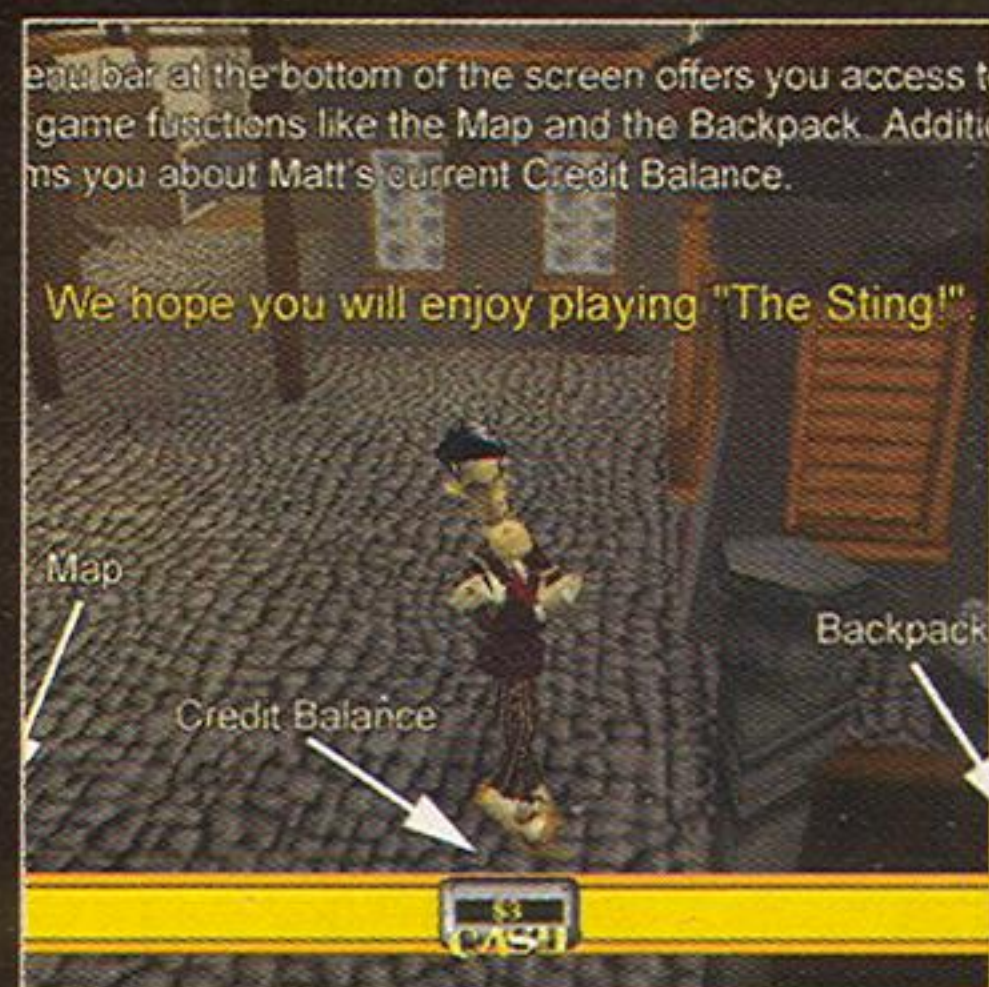 enu bar at the bottom of the screen offers you access t
game functions like the Map and the Backpack. Additi
ms you about Matt's current Credit Balance.
We hope you will enjoy playing "The Sting!".
Map
Backpack
Credit Balance
$3
CASH